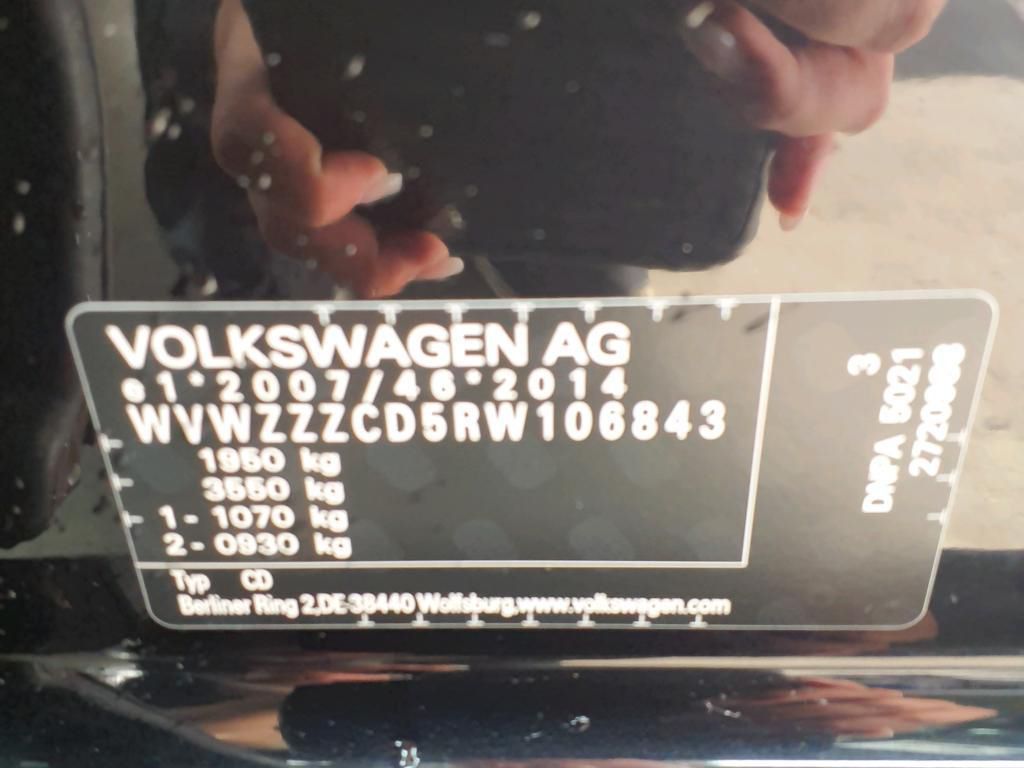 VOLKSWAGEN AG
e1*2007/46*2014
WVWZZZCD5RW106843
1950 kg
3550 kg
1- 1070 kg
2- 0930 kg
Typ CD
Berliner Ring 2,DE-38440 Wolfsburg,www.volkswagen.com
3
DNPA 5021